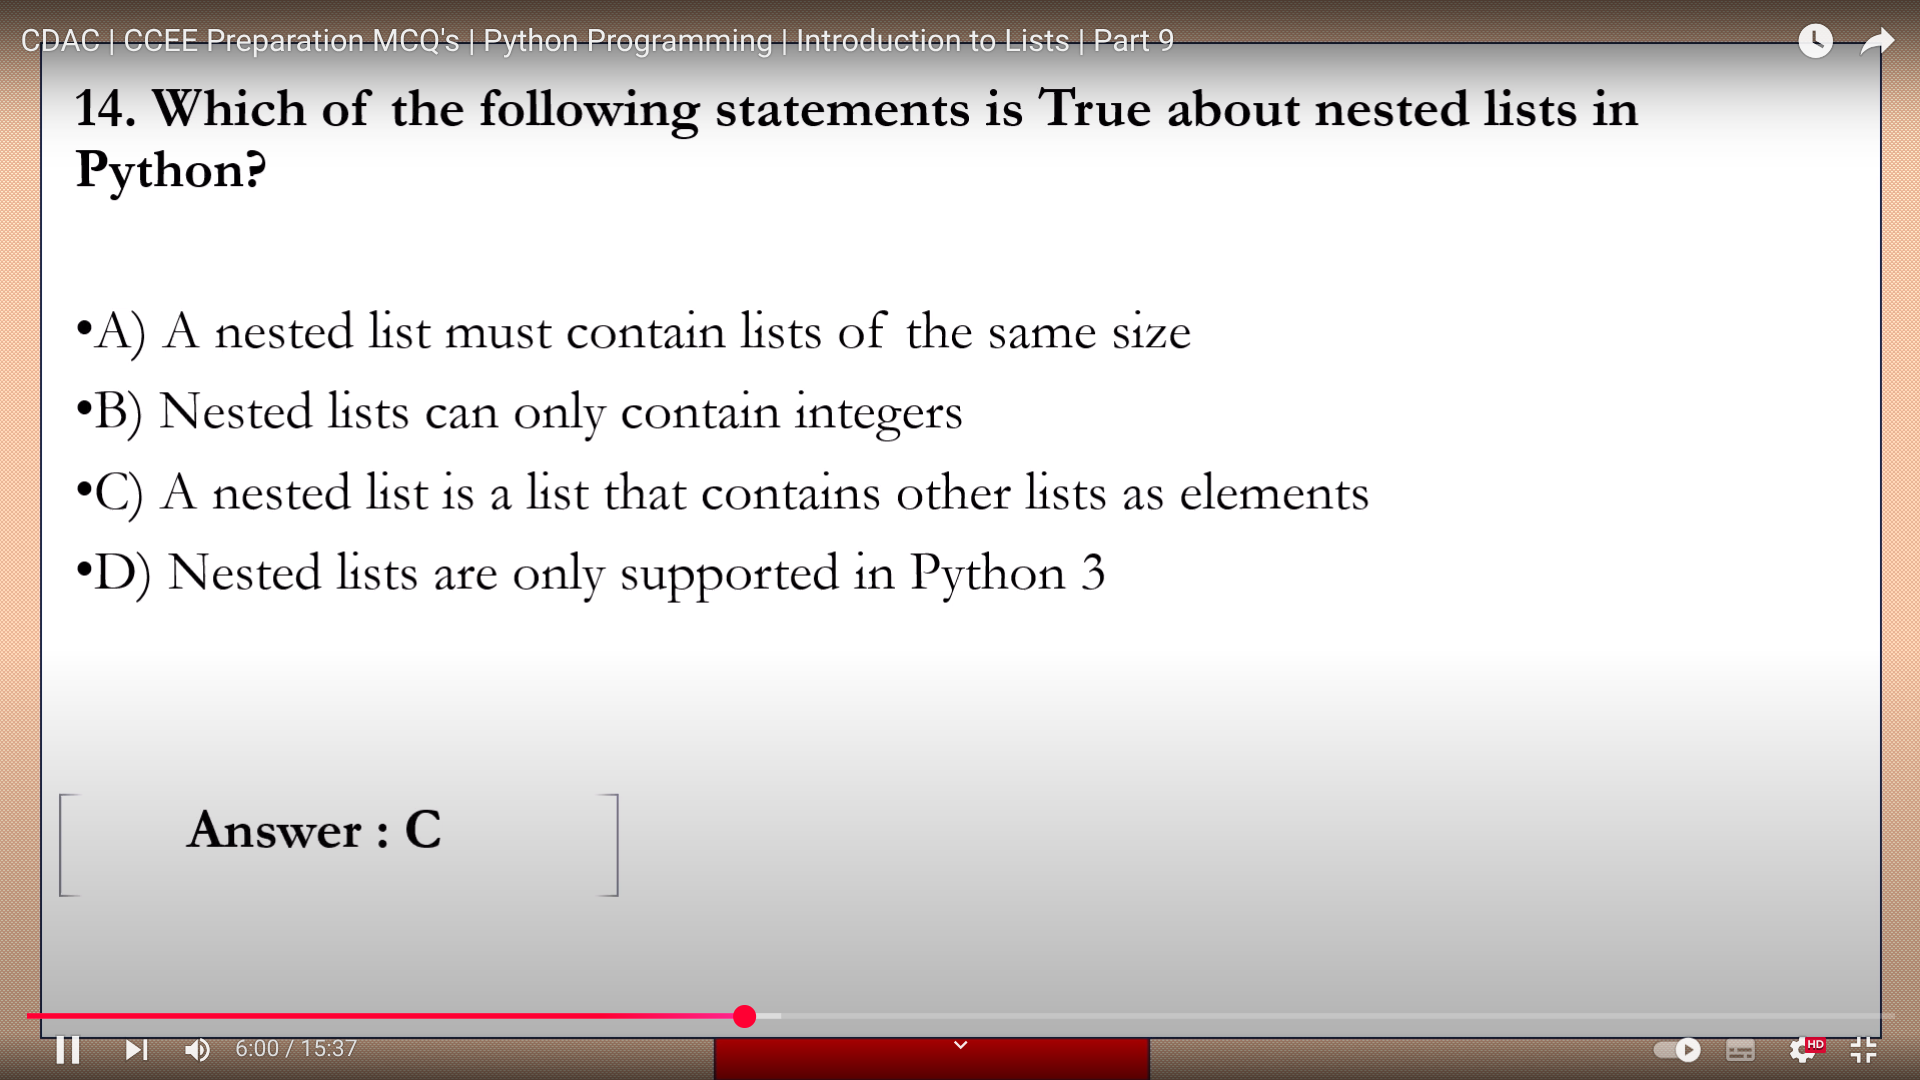 CDAC | CCEE Preparation MCQ's | Python Programming | Introduction to Lists | Part 9
14. Which of the following statements is True about nested lists in
Python?
•A) A nested list must contain lists of the same size
•B) Nested lists can only contain integers
•C) A nested list is a list that contains other lists as elements
•D) Nested lists are only supported in Python 3
Answer : C
6:00 / 15:37
HD